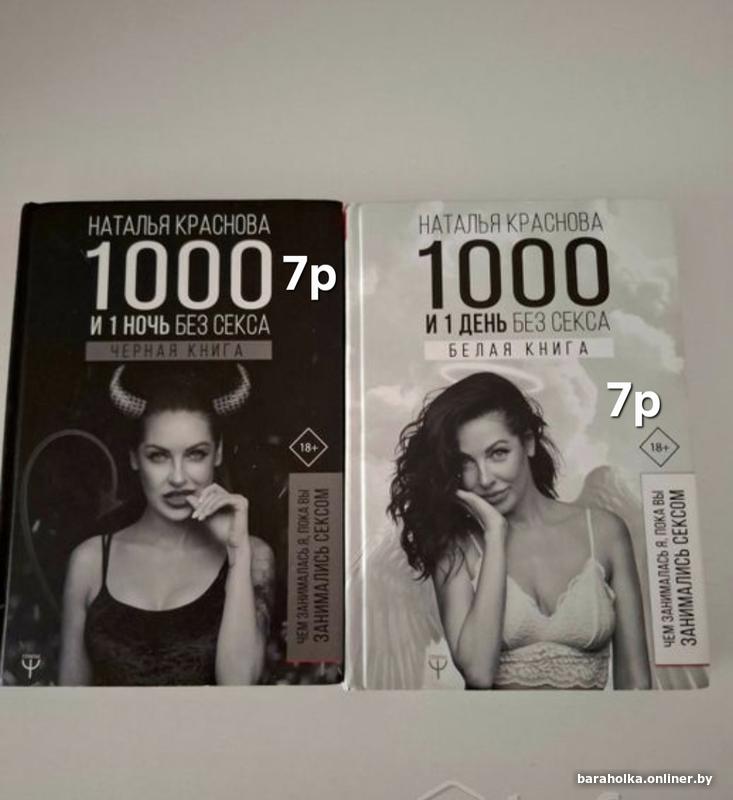 НАТАЛЬЯ КРАСНОВА
1000
И 1 НОЧЬ БЕЗ СЕКСА
ЧЕРНАЯ КНИГА
7р
18+
ЧЕМ ЗАНИМАЛАСЬ Я, ПОКА ВЫ
ЗАНИМАЛИСЬ СЕКСОМ
НАТАЛЬЯ КРАСНОВА
1000
И 1 ДЕНЬ БЕЗ СЕКСА
БЕЛАЯ КНИГА
7р
18+
ЧЕМ ЗАНИМАЛАСЬ Я, ПОКА ВЫ
ЗАНИМАЛИСЬ СЕКСОМ
baraholka.onliner.by